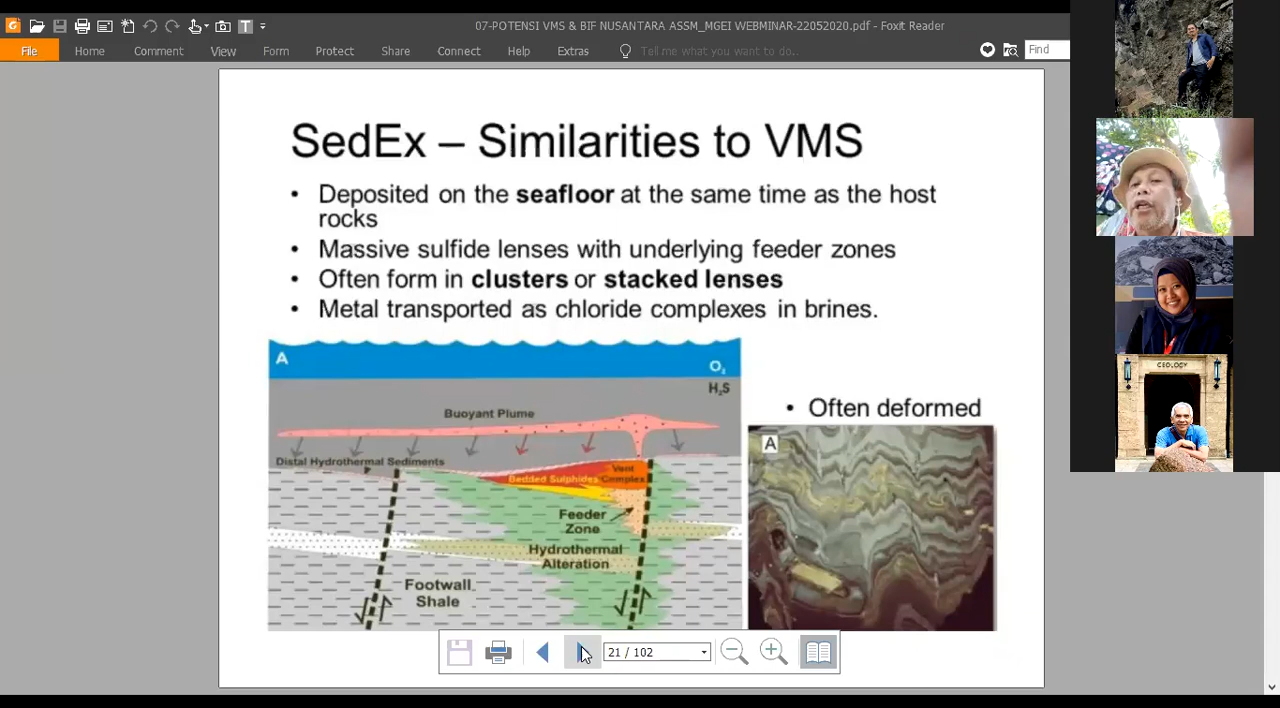 07-POTENSI VMS & BIF NUSANTARA ASSM_MGEI WEBMINAR-22052020.pdf - Foxit Reader
File Home Comment View Form Protect Share Connect Help Extras Tell me what you want to do.. Find
SedEx – Similarities to VMS
• Deposited on the seafloor at the same time as the host
rocks
• Massive sulfide lenses with underlying feeder zones
• Often form in clusters or stacked lenses
• Metal transported as chloride complexes in brines.
A
O₂
H₂S
Buoyant Plume
Distal Hydrothermal Sediments
Vent
Complex
Bedded Sulphides
Feeder
Zone
Hydrothermal
Alteration
Footwall
Shale
• Often deformed
A
21 / 102
GEOLOGY